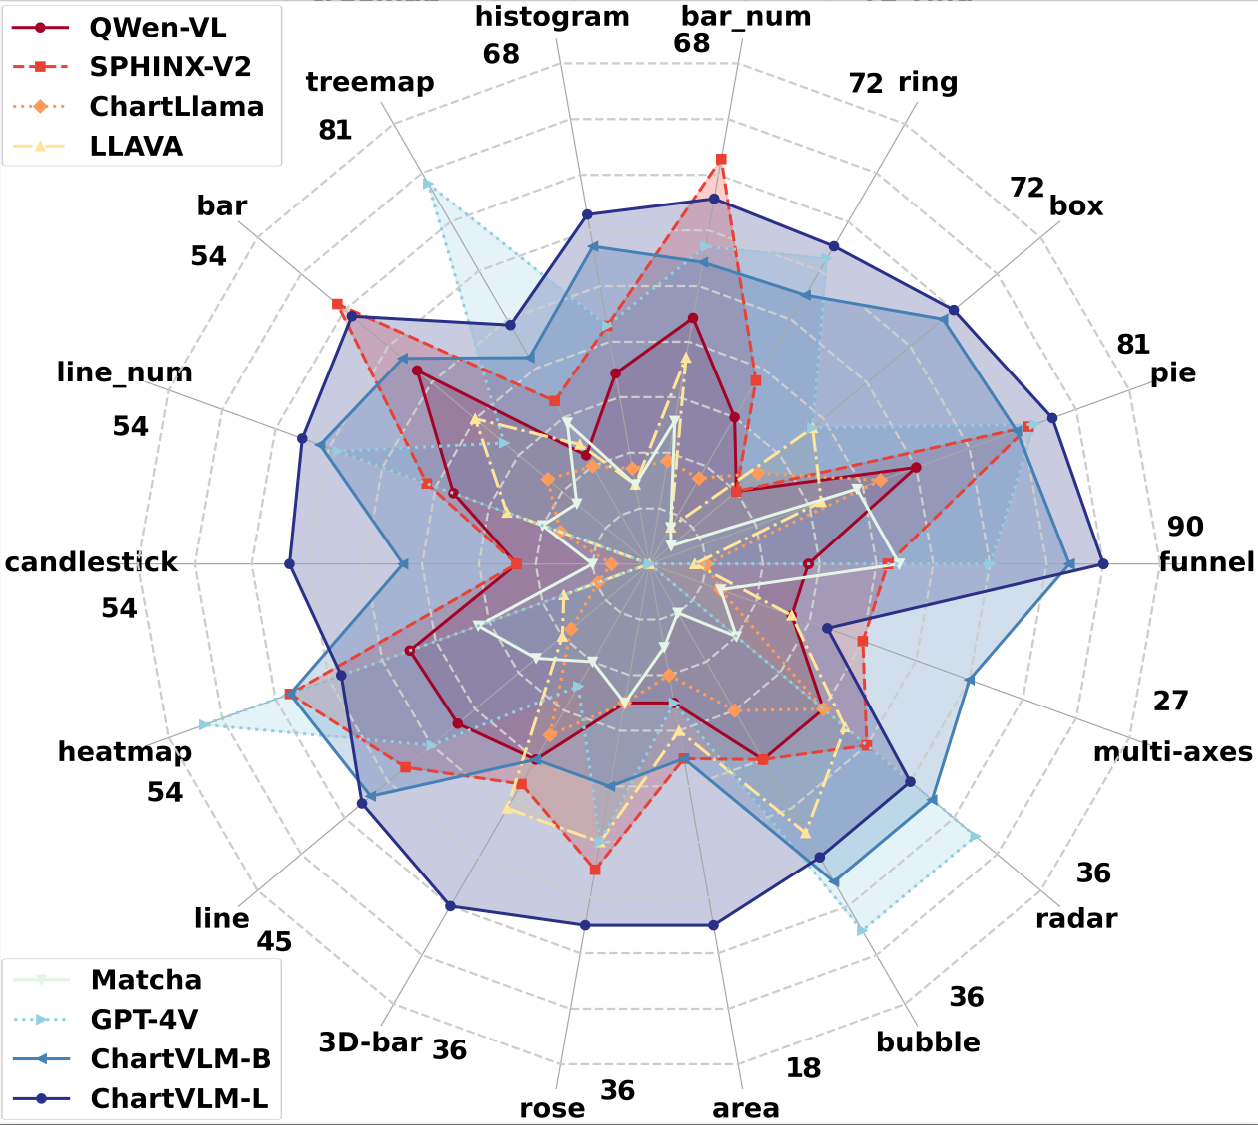 QWen-VL
SPHINX-V2
ChartLlama
LLAVA
histogram
68
bar_num
68
treemap
81
72 ring
bar
54
72
box
line_num
54
81
pie
candlestick
54
90
funnel
heatmap
54
27
multi-axes
line
45
36
radar
3D-bar 36
36
bubble
rose
36
18
area
Matcha
GPT-4V
ChartVLM-B
ChartVLM-L